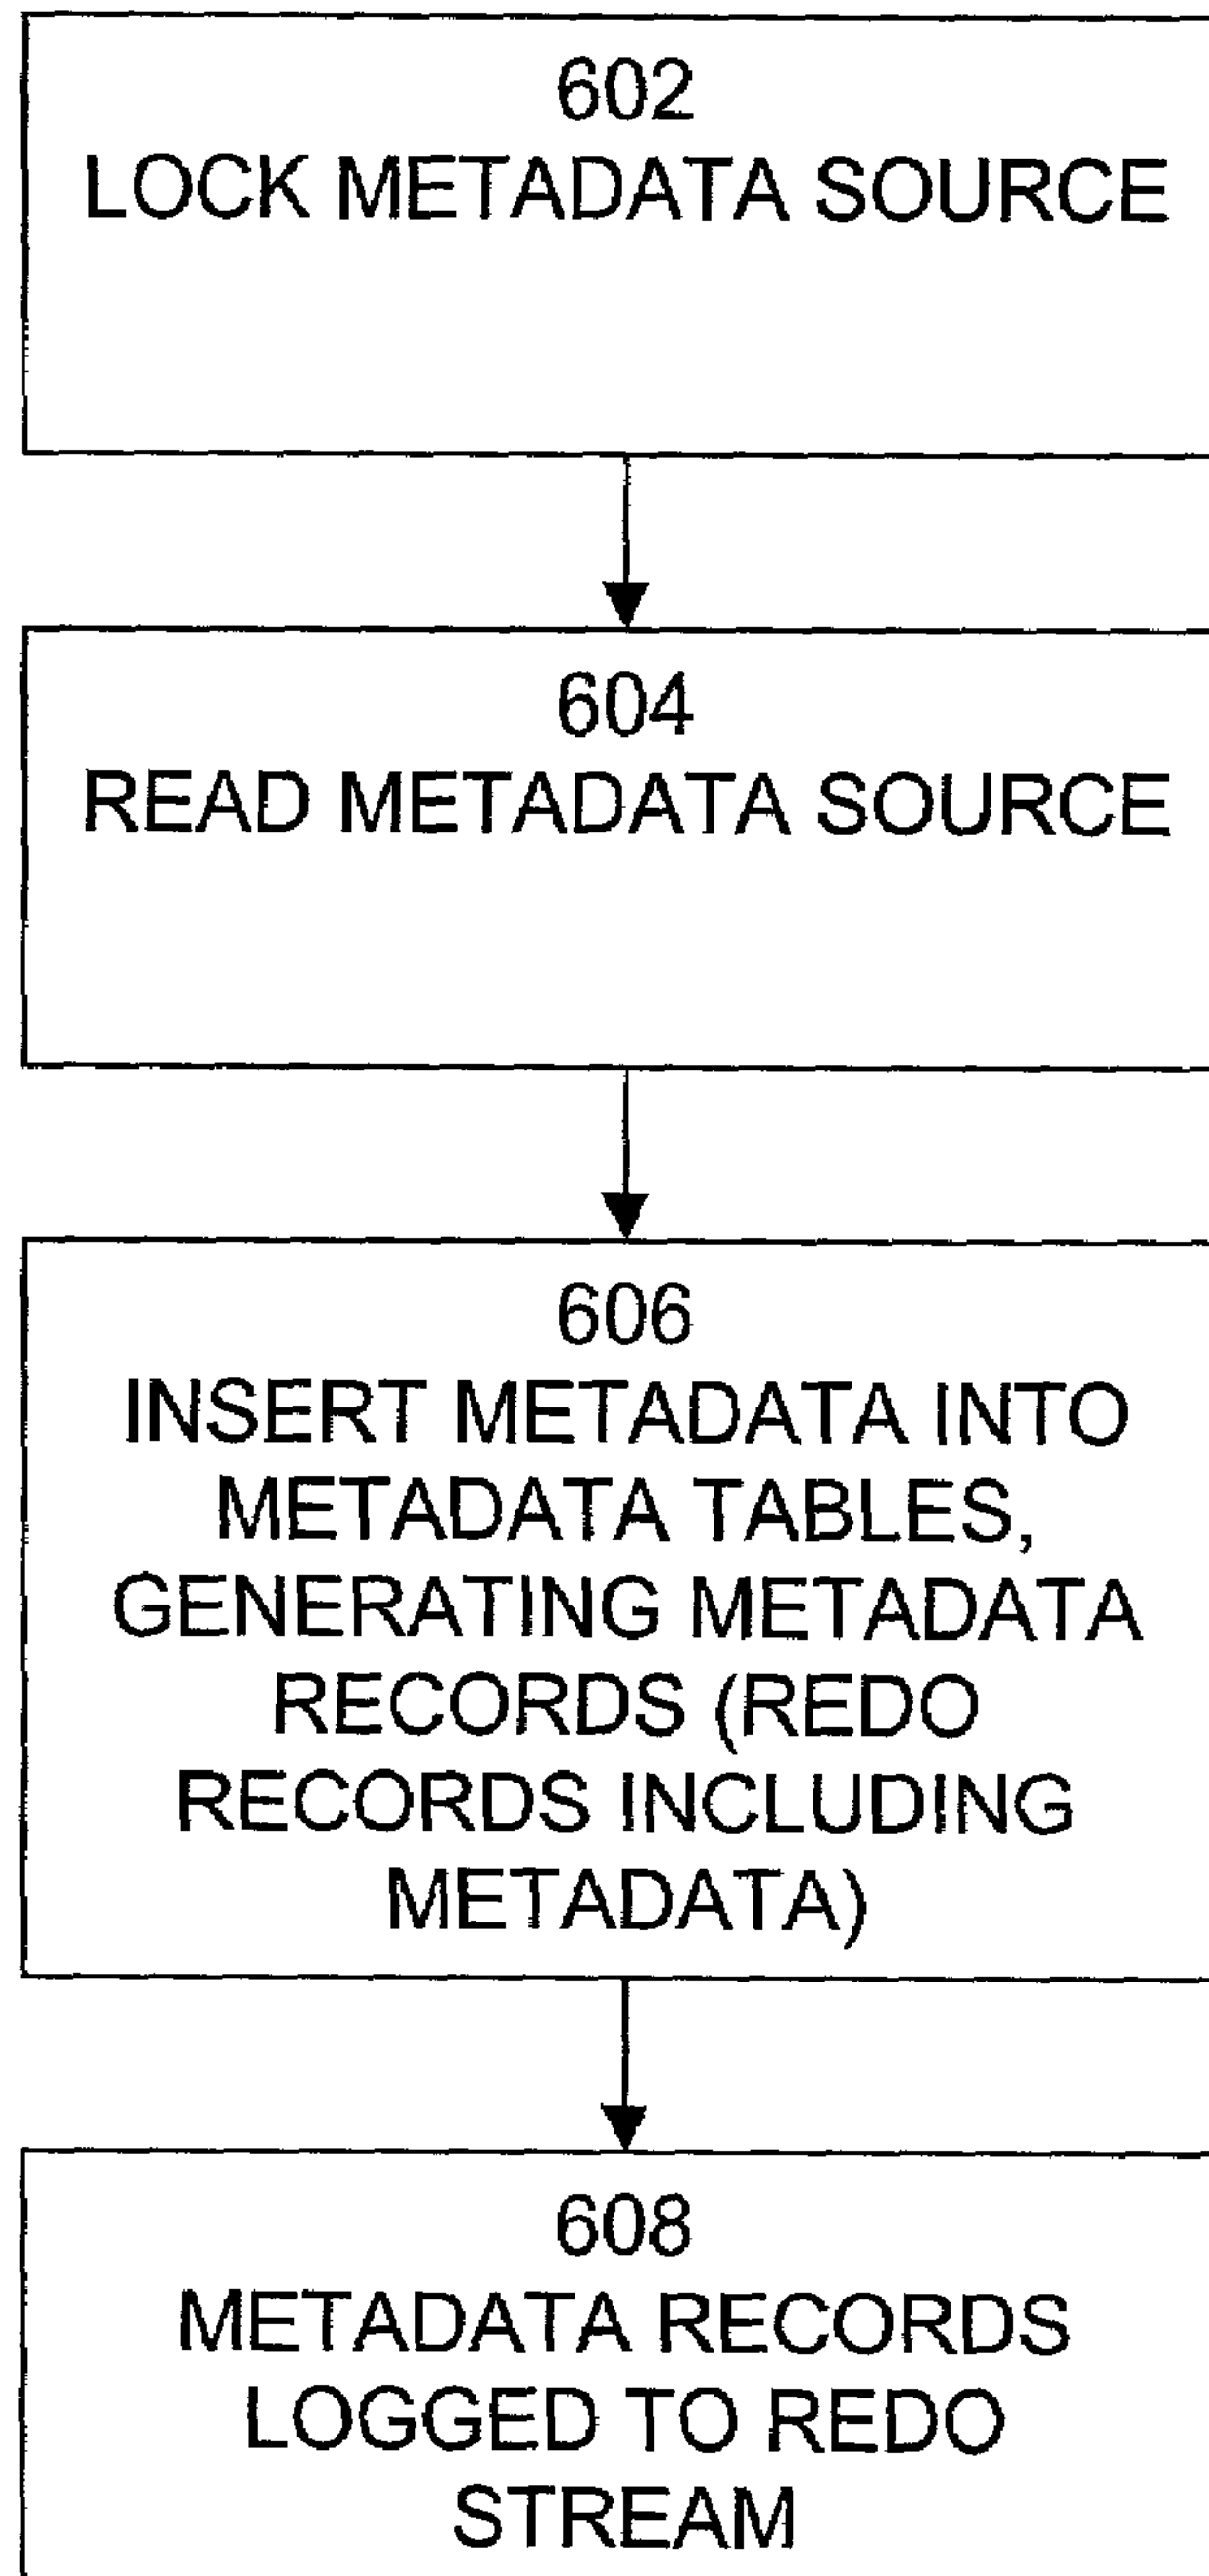 602
LOCK METADATA SOURCE
604
READ METADATA SOURCE
606
INSERT METADATA INTO
METADATA TABLES,
GENERATING METADATA
RECORDS (REDO
RECORDS INCLUDING
METADATA)
608
METADATA RECORDS
LOGGED TO REDO
STREAM